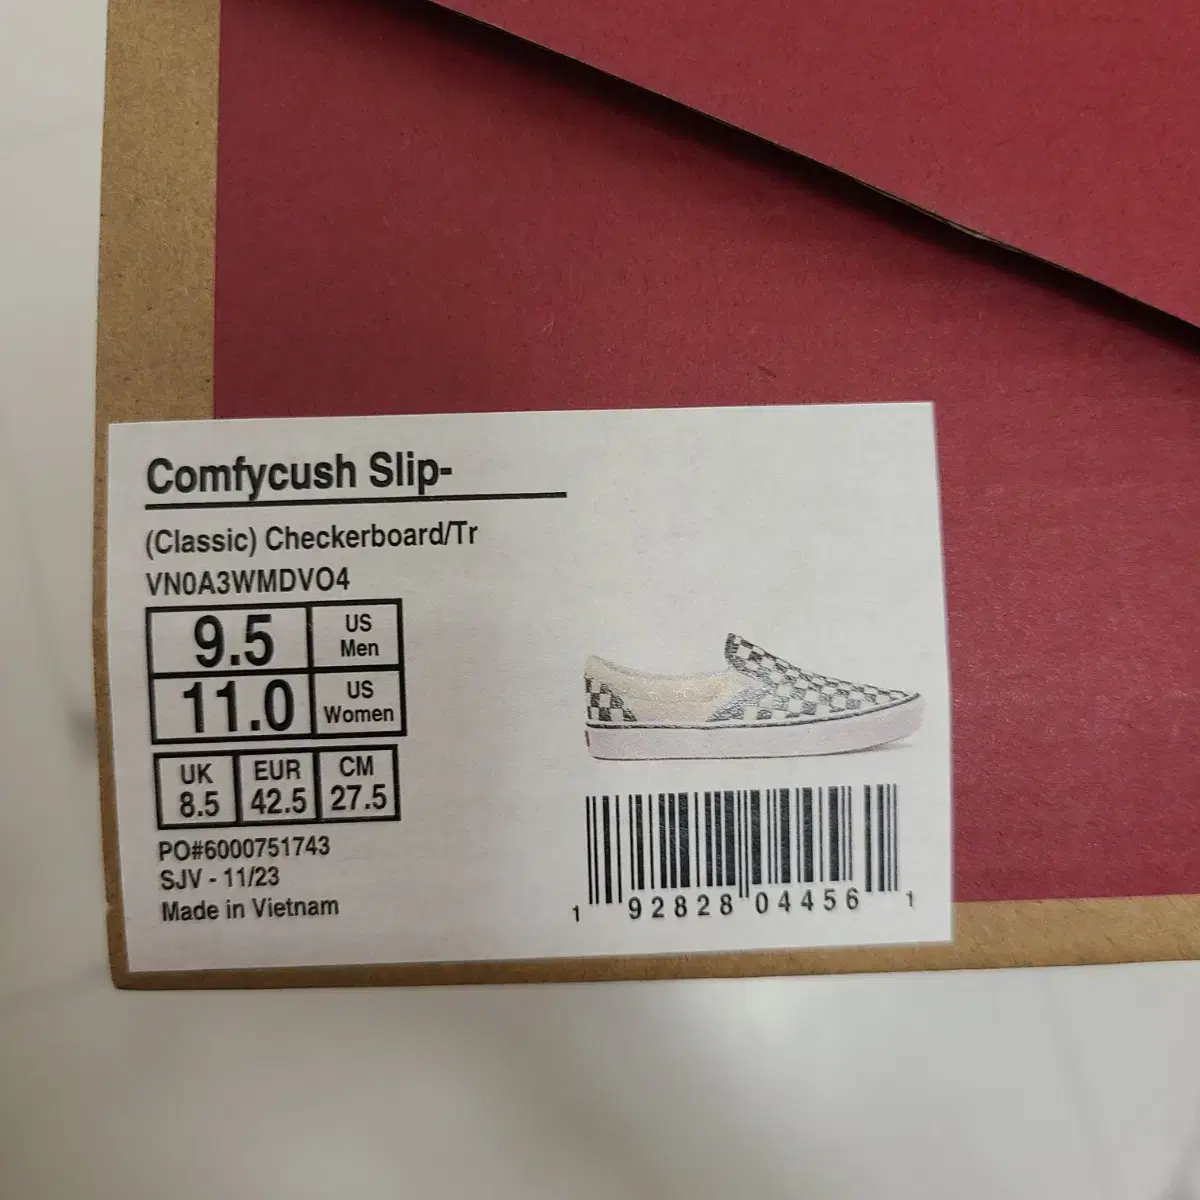 Comfycush Slip-
(Classic) Checkerboard/Tr
VN0A3WMDVO4
9.5 US Men
11.0 US Women
UK EUR CM
8.5 42.5 27.5
PO#6000751743
SJV - 11/23
Made in Vietnam
1 92828 04456 1